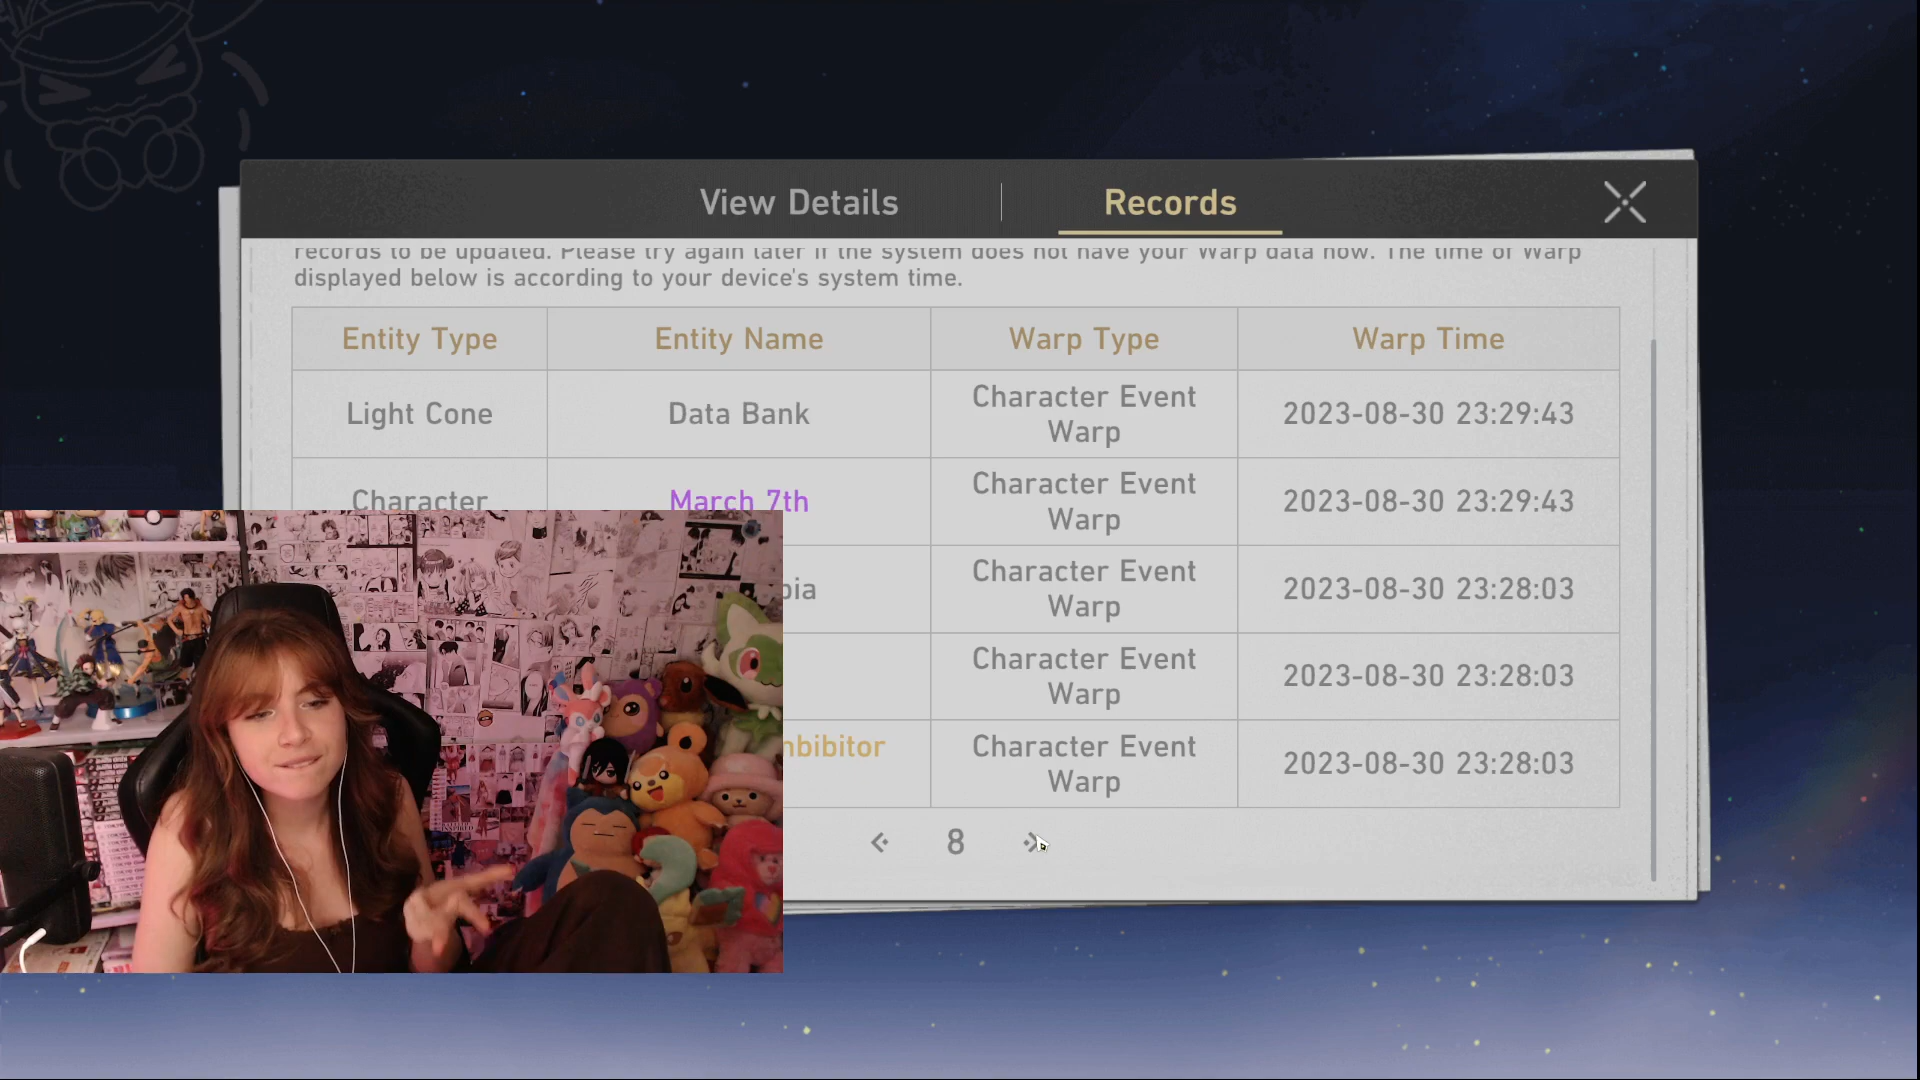 View Details
Records
records to be updated. Please try again later if the system does not have your Warp data now. The time of Warp
displayed below is according to your device's system time.
Entity Type
Entity Name
Warp Type
Warp Time
Light Cone
Data Bank
Character Event
Warp
2023-08-30 23:29:43
Character
March 7th
Character Event
Warp
2023-08-30 23:29:43
Character Event
Warp
2023-08-30 23:28:03
Character Event
Warp
2023-08-30 23:28:03
Character Event
Warp
2023-08-30 23:28:03
8